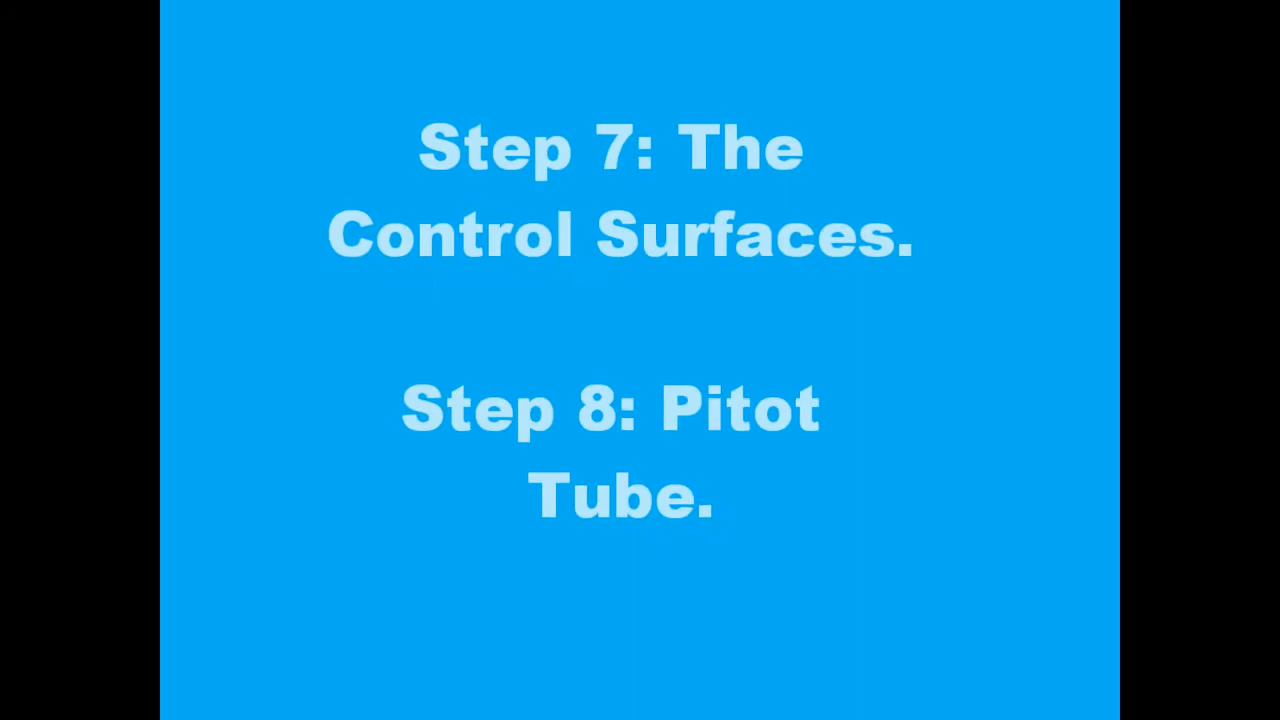 Step 7: The
Control Surfaces.
Step 8: Pitot
Tube.